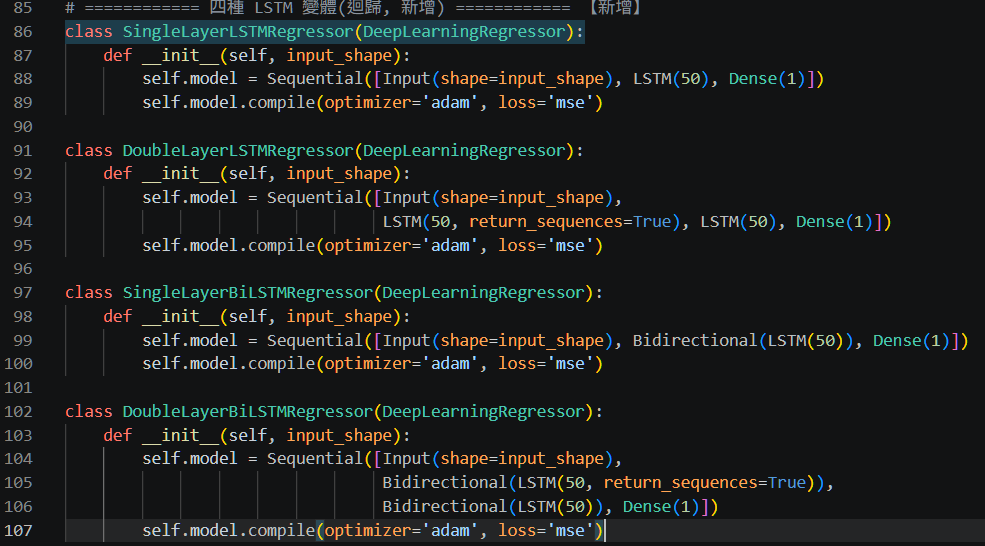 85 # ============ 四種 LSTM 變體(迴歸, 新增) ============ 【新增】
86 class SingleLayerLSTMRegressor(DeepLearningRegressor):
87     def __init__(self, input_shape):
88         self.model = Sequential([Input(shape=input_shape), LSTM(50), Dense(1)])
89         self.model.compile(optimizer='adam', loss='mse')
90
91 class DoubleLayerLSTMRegressor(DeepLearningRegressor):
92     def __init__(self, input_shape):
93         self.model = Sequential([Input(shape=input_shape),
94                                  LSTM(50, return_sequences=True), LSTM(50), Dense(1)])
95         self.model.compile(optimizer='adam', loss='mse')
96
97 class SingleLayerBiLSTMRegressor(DeepLearningRegressor):
98     def __init__(self, input_shape):
99         self.model = Sequential([Input(shape=input_shape), Bidirectional(LSTM(50)), Dense(1)])
100         self.model.compile(optimizer='adam', loss='mse')
101
102 class DoubleLayerBiLSTMRegressor(DeepLearningRegressor):
103     def __init__(self, input_shape):
104         self.model = Sequential([Input(shape=input_shape),
105                                  Bidirectional(LSTM(50, return_sequences=True)),
106                                  Bidirectional(LSTM(50)), Dense(1)])
107         self.model.compile(optimizer='adam', loss='mse')